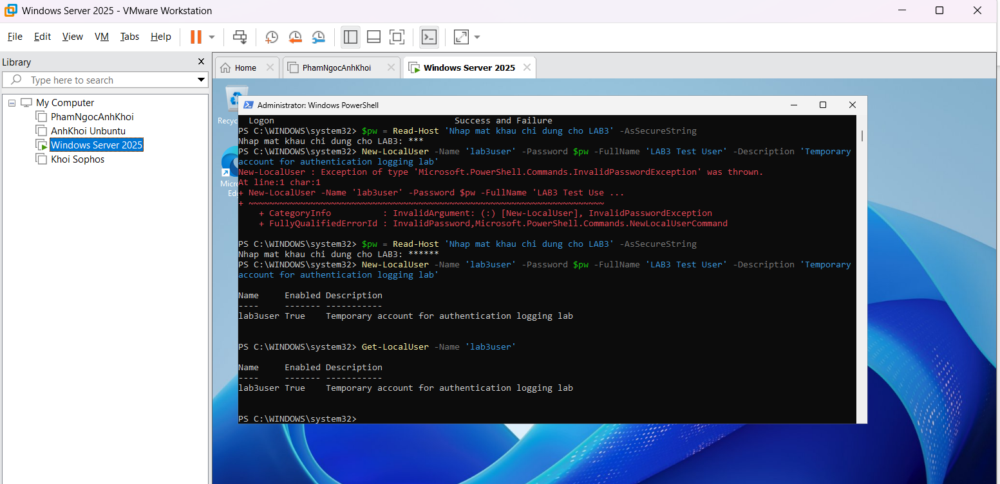 Windows Server 2025 - VMware Workstation
File Edit View VM Tabs Help
Library
Type here to search
My Computer
PhamNgocAnhKhoi
AnhKhoi Unbuntu
Windows Server 2025
Khoi Sophos
Home PhamNgocAnhKhoi Windows Server 2025
Recyc
Micro
Ed
Administrator: Windows PowerShell
Logon Success and Failure
PS C:\WINDOWS\system32> $pw = Read-Host 'Nhap mat khau chi dung cho LAB3' -AsSecureString
Nhap mat khau chi dung cho LAB3: ***
PS C:\WINDOWS\system32> New-LocalUser -Name 'lab3user' -Password $pw -FullName 'LAB3 Test User' -Description 'Temporary
account for authentication logging lab'
New-LocalUser : Exception of type 'Microsoft.PowerShell.Commands.InvalidPasswordException' was thrown.
At line:1 char:1
+ New-LocalUser -Name 'lab3user' -Password $pw -FullName 'LAB3 Test Use ...
+ ~~~~~~~~~~~~~~~~~~~~~~~~~~~~~~~~~~~~~~~~~~~~~~~~~~~~~~~~~~~~~~~~~~~~~
+ CategoryInfo : InvalidArgument: (:) [New-LocalUser], InvalidPasswordException
+ FullyQualifiedErrorId : InvalidPassword,Microsoft.PowerShell.Commands.NewLocalUserCommand
PS C:\WINDOWS\system32> $pw = Read-Host 'Nhap mat khau chi dung cho LAB3' -AsSecureString
Nhap mat khau chi dung cho LAB3: ******
PS C:\WINDOWS\system32> New-LocalUser -Name 'lab3user' -Password $pw -FullName 'LAB3 Test User' -Description 'Temporary
account for authentication logging lab'
Name Enabled Description
---- ------- -----------
lab3user True Temporary account for authentication logging lab
PS C:\WINDOWS\system32> Get-LocalUser -Name 'lab3user'
Name Enabled Description
---- ------- -----------
lab3user True Temporary account for authentication logging lab
PS C:\WINDOWS\system32>